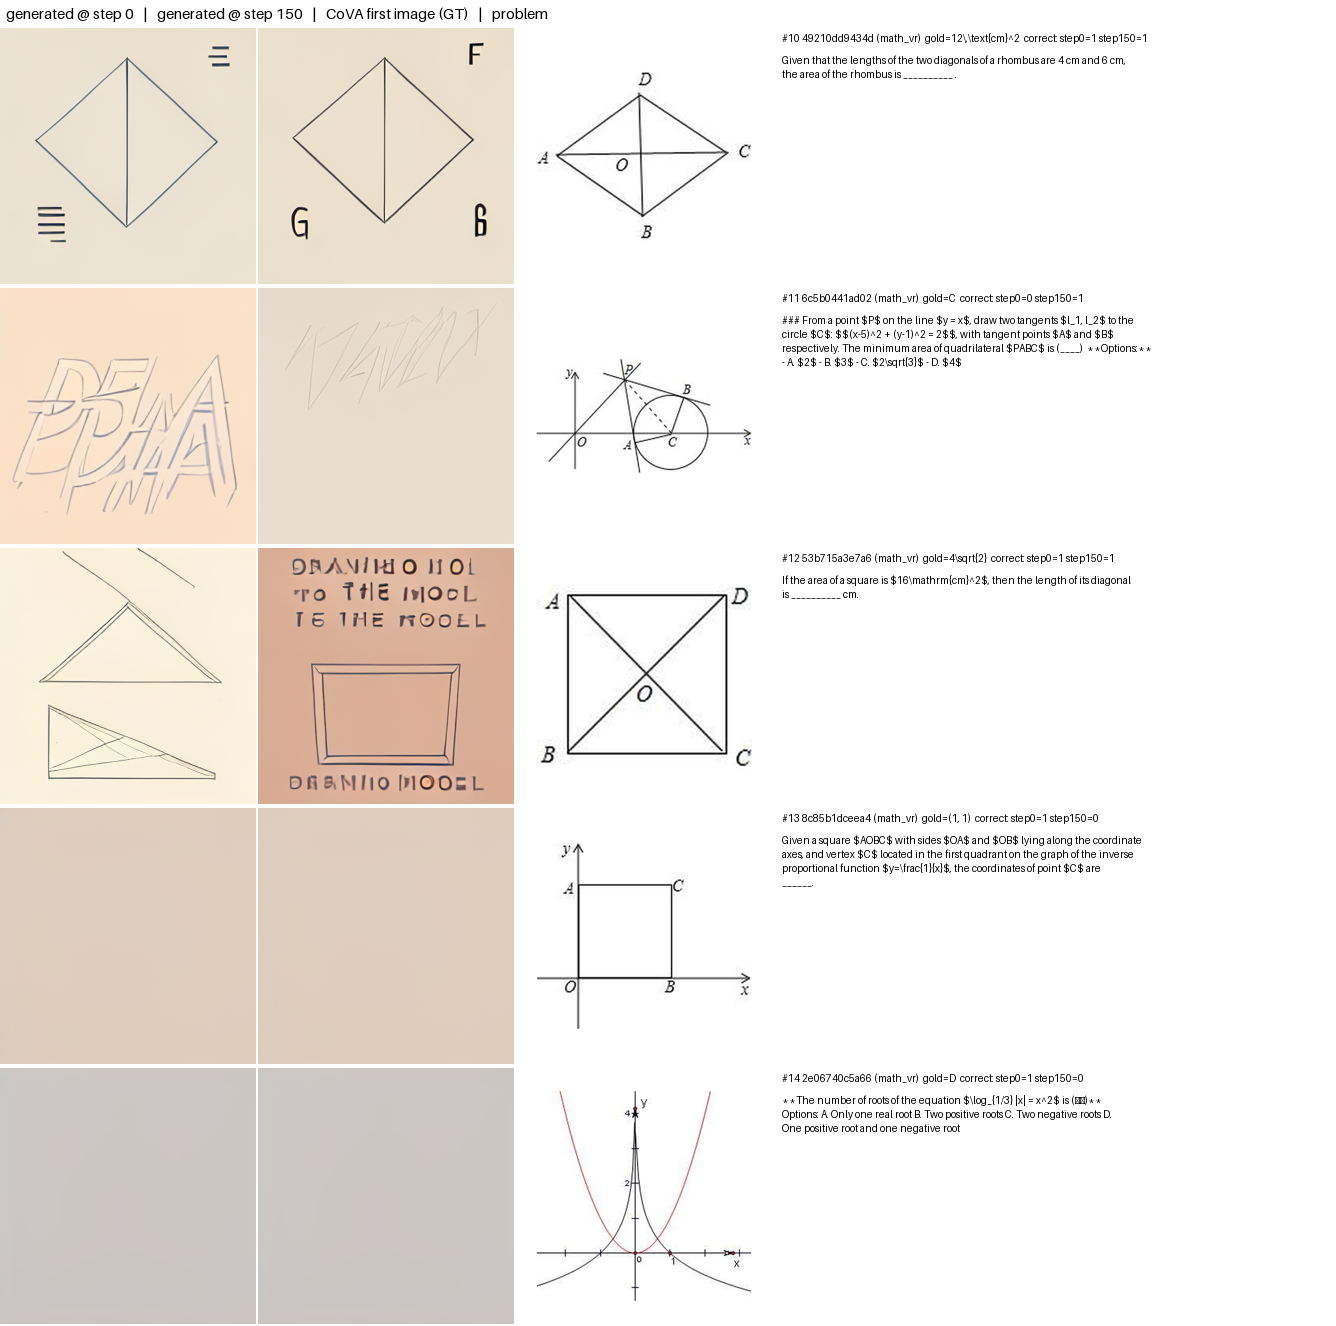 generated @ step 0 | generated @ step 150 | CoVA first image (GT) | problem
#10 49210dd9434d (math_vr) gold=12\,\text{cm}^2 correct: step0=1 step150=1
Given that the lengths of the two diagonals of a rhombus are 4 cm and 6 cm,
the area of the rhombus is __________.
F
G
6
D
A
O
C
B
#11 6c5b0441ad02 (math_vr) gold=C correct: step0=0 step150=1
### From a point $P$ on the line $y = x$, draw two tangents $l_1, l_2$ to the
circle $C$: $$(x-5)^2 + (y-1)^2 = 2$$, with tangent points $A$ and $B$
respectively. The minimum area of quadrilateral $PABC$ is (____) **Options:**
- A. $2$ - B. $3$ - C. $2\sqrt{3}$ - D. $4$
y
P
B
O
A
C
x
#12 53b715a3e7a6 (math_vr) gold=4\sqrt{2} correct: step0=1 step150=1
If the area of a square is $16\mathrm{cm}^2$, then the length of its diagonal
is __________ cm.
TO THE
THE
A
D
O
B
C
#13 8c85b1dceea4 (math_vr) gold=(1, 1) correct: step0=1 step150=0
Given a square $AOBC$ with sides $OA$ and $OB$ lying along the coordinate
axes, and vertex $C$ located in the first quadrant on the graph of the inverse
proportional function $y=\frac{1}{x}$, the coordinates of point $C$ are
______.
y
A
C
O
B
x
#14 2e06740c5a66 (math_vr) gold=D correct: step0=1 step150=0
**The number of roots of the equation $\log_{1/3} |x| = x^2$ is ()**
Options: A. Only one real root B. Two positive roots C. Two negative roots D.
One positive root and one negative root
y
4
2
0
1
x